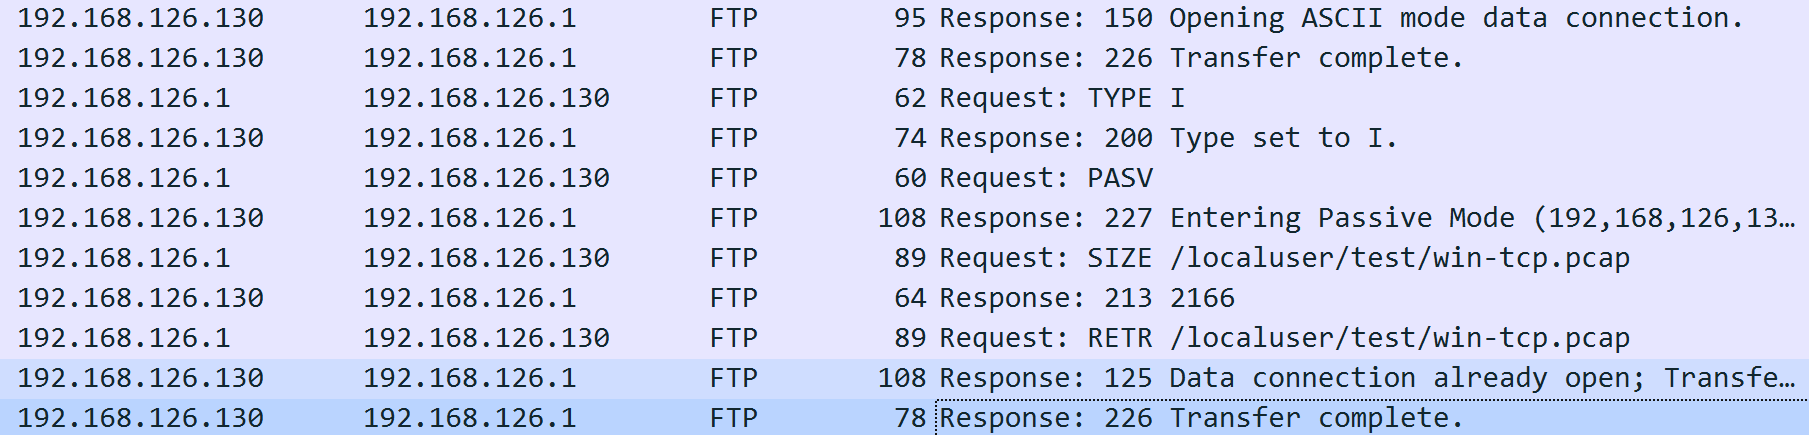 192.168.126.130 192.168.126.1 FTP 95 Response: 150 Opening ASCII mode data connection.
192.168.126.130 192.168.126.1 FTP 78 Response: 226 Transfer complete.
192.168.126.1 192.168.126.130 FTP 62 Request: TYPE I
192.168.126.130 192.168.126.1 FTP 74 Response: 200 Type set to I.
192.168.126.1 192.168.126.130 FTP 60 Request: PASV
192.168.126.130 192.168.126.1 FTP 108 Response: 227 Entering Passive Mode (192,168,126,13…
192.168.126.1 192.168.126.130 FTP 89 Request: SIZE /localuser/test/win-tcp.pcap
192.168.126.130 192.168.126.1 FTP 64 Response: 213 2166
192.168.126.1 192.168.126.130 FTP 89 Request: RETR /localuser/test/win-tcp.pcap
192.168.126.130 192.168.126.1 FTP 108 Response: 125 Data connection already open; Transfe…
192.168.126.130 192.168.126.1 FTP 78 Response: 226 Transfer complete.